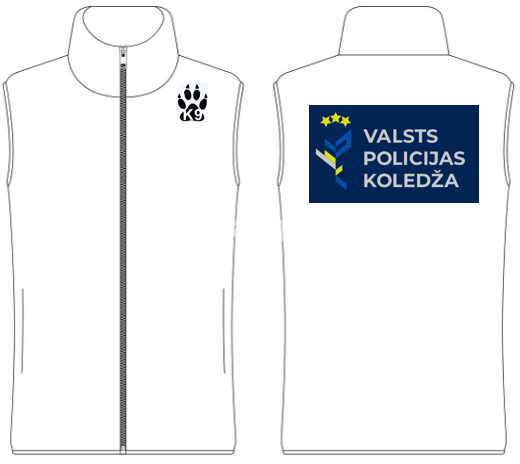 K9
VALSTS
POLICIJAS
KOLEDŽA